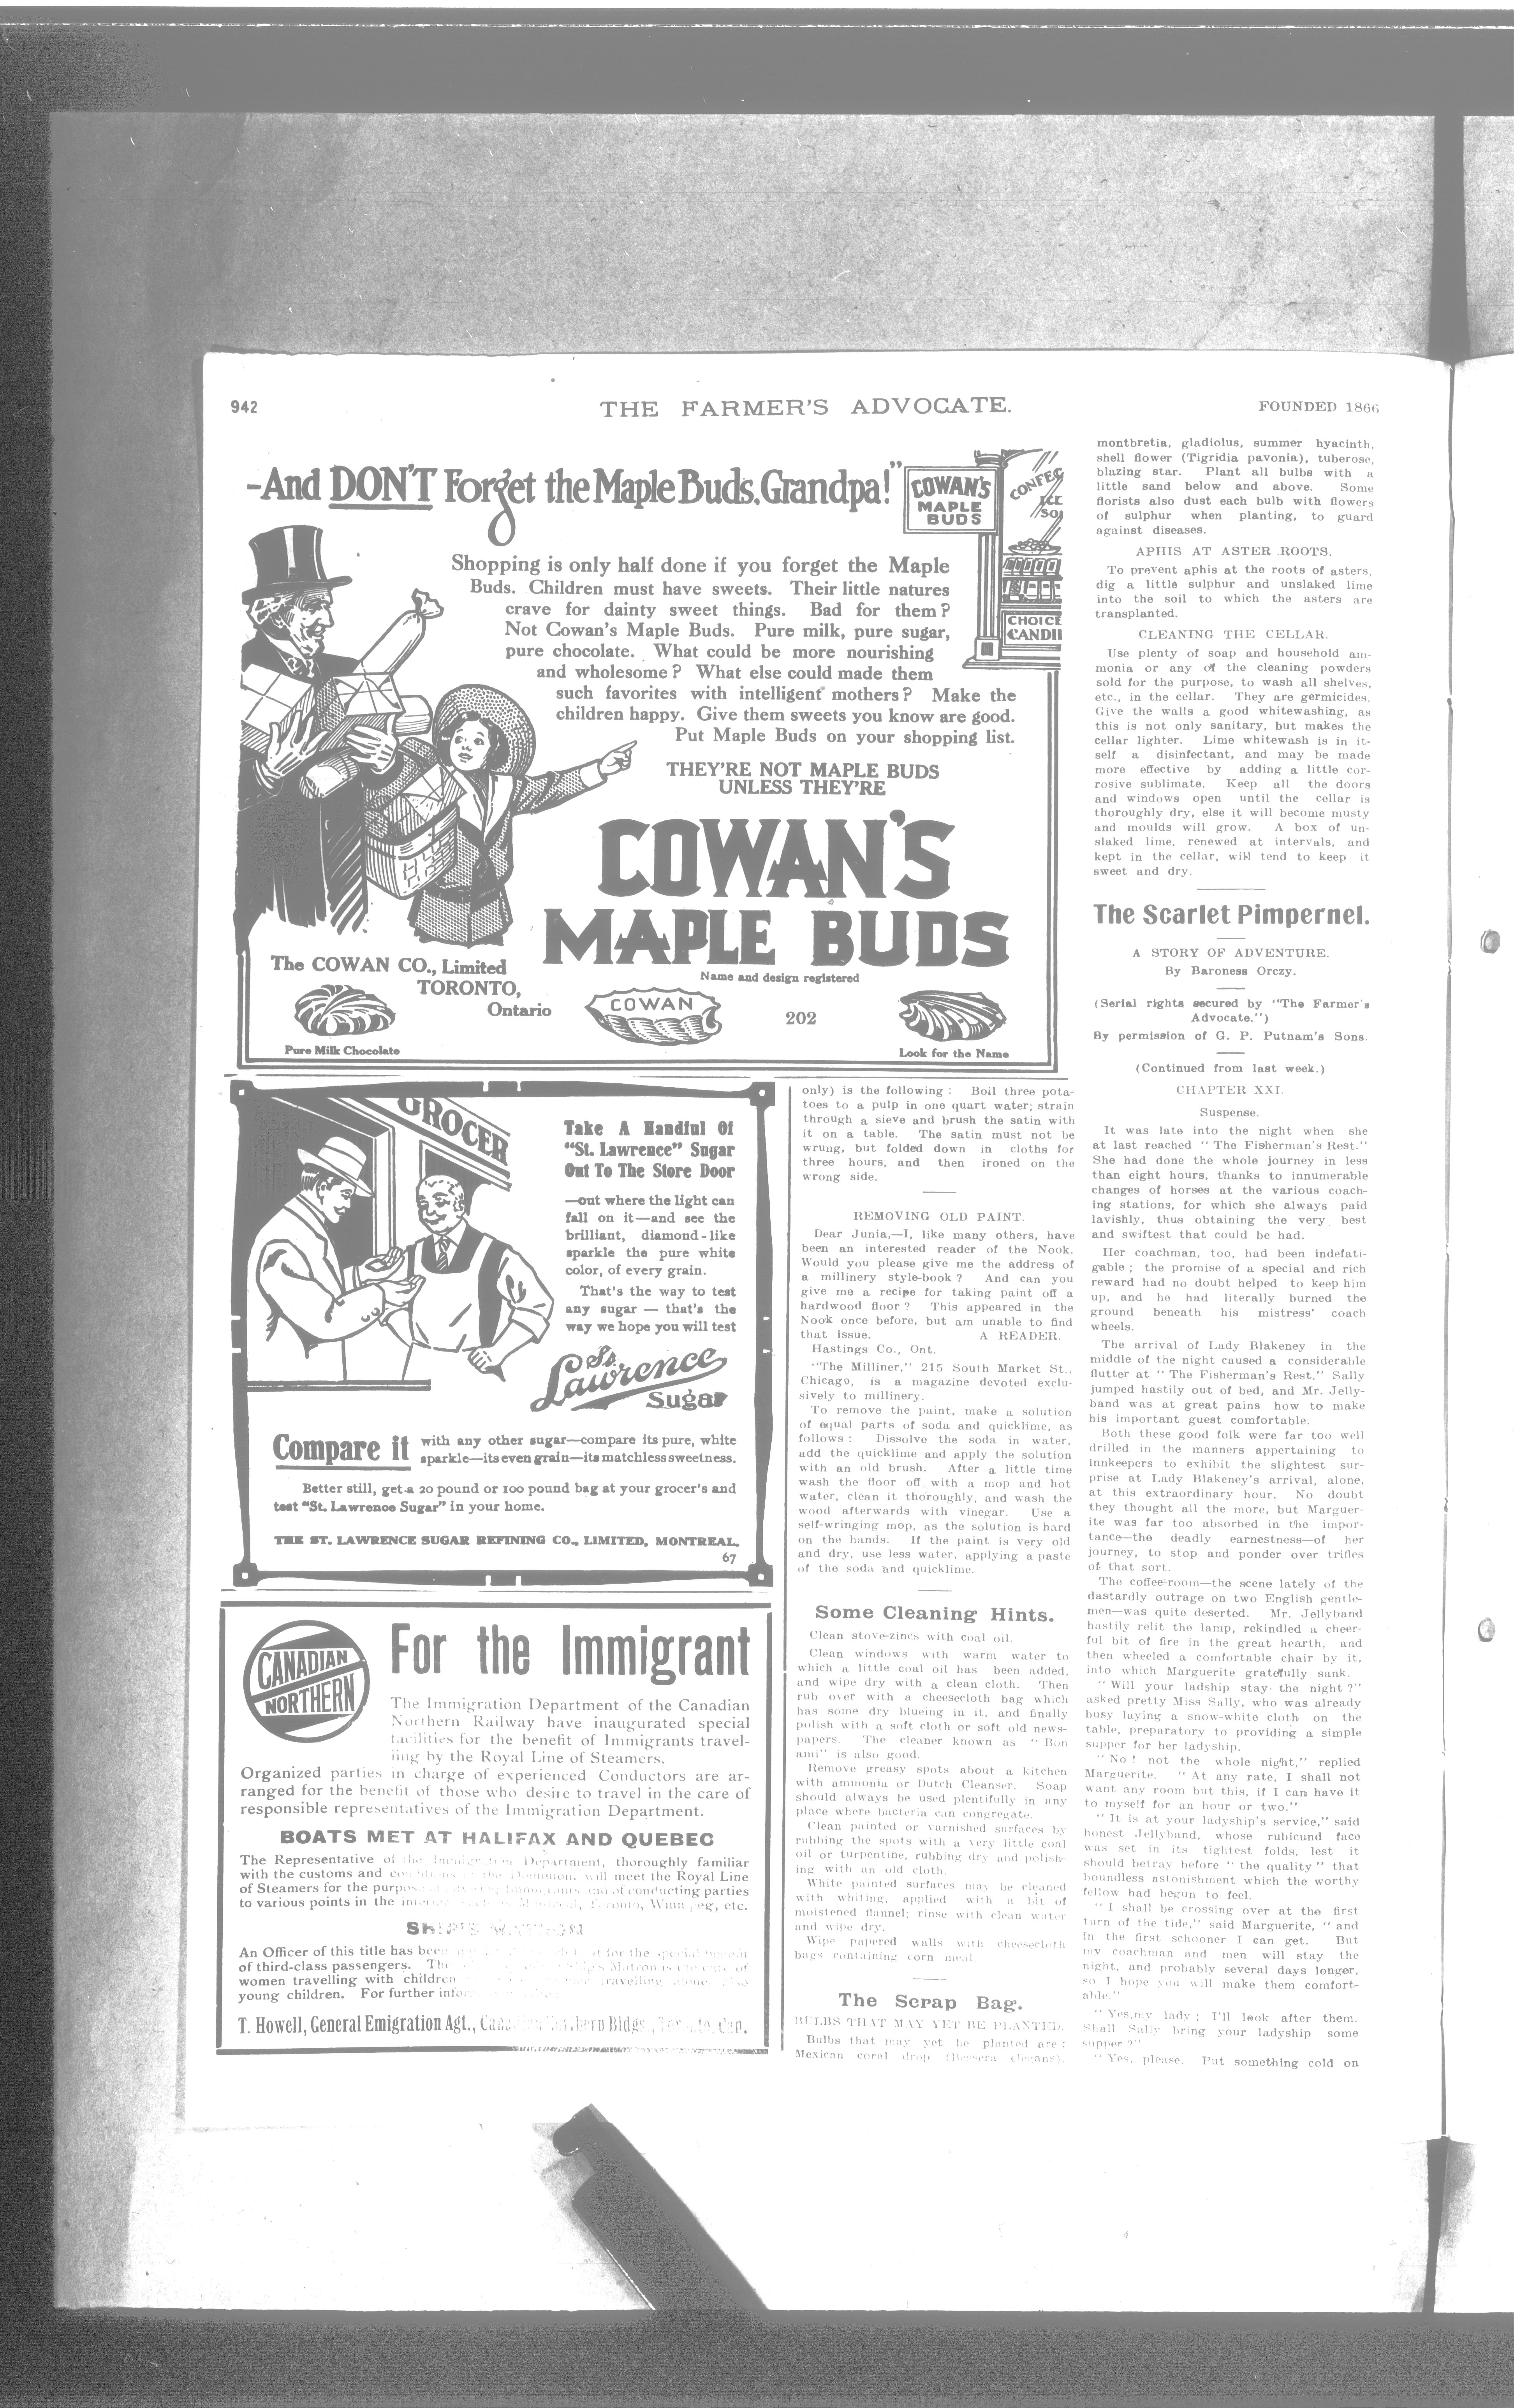 942
THE FARMER'S ADVOCATE.
FOUNDED 1866
-And DON'T Forget the Maple Buds, Grandpa!"
COWAN'S
MAPLE
BUDS
CONFEC
ICE
SO
CHOICE
CANDII
Shopping is only half done if you forget the Maple
Buds. Children must have sweets. Their little natures
crave for dainty sweet things. Bad for them?
Not Cowan's Maple Buds. Pure milk, pure sugar,
pure chocolate. What could be more nourishing
and wholesome? What else could made them
such favorites with intelligent mothers? Make the
children happy. Give them sweets you know are good.
Put Maple Buds on your shopping list.
THEY'RE NOT MAPLE BUDS
UNLESS THEY'RE
COWAN'S
MAPLE BUDS
Name and design registered
The COWAN CO., Limited
TORONTO,
Ontario
COWAN
202
Pure Milk Chocolate
Look for the Name
GROCER
Take A Handful Of
"St. Lawrence" Sugar
Out To The Store Door
—out where the light can
fall on it—and see the
brilliant, diamond-like
sparkle the pure white
color, of every grain.
That's the way to test
any sugar — that's the
way we hope you will test
St.
Lawrence
Sugar
Compare it with any other sugar—compare its pure, white
sparkle—its even grain—its matchless sweetness.
Better still, get a 20 pound or 100 pound bag at your grocer's and
test "St. Lawrence Sugar" in your home.
THE ST. LAWRENCE SUGAR REFINING CO., LIMITED, MONTREAL.
67
CANADIAN
NORTHERN
For the Immigrant
The Immigration Department of the Canadian
Northern Railway have inaugurated special
facilities for the benefit of Immigrants travel-
ling by the Royal Line of Steamers.
Organized parties in charge of experienced Conductors are ar-
ranged for the benefit of those who desire to travel in the care of
responsible representatives of the Immigration Department.
BOATS MET AT HALIFAX AND QUEBEC
The Representative of the Immigration Department, thoroughly familiar
with the customs and conditions of the Dominion, will meet the Royal Line
of Steamers for the purpose and of conducting parties
to various points in the Montreal, Toronto, Winnipeg, etc.
SHIP'S MATRON
An Officer of this title has been for the special benefit
of third-class passengers. The Matron is the care of
women travelling with children travelling alone, also
young children. For further
T. Howell, General Emigration Agt., Canadian Northern Bldgs., Toronto, Can.
only) is the following: Boil three pota-
toes to a pulp in one quart water; strain
through a sieve and brush the satin with
it on a table. The satin must not be
wrung, but folded down in cloths for
three hours, and then ironed on the
wrong side.
REMOVING OLD PAINT.
Dear Junia,—I, like many others, have
been an interested reader of the Nook.
Would you please give me the address of
a millinery style-book? And can you
give me a recipe for taking paint off a
hardwood floor? This appeared in the
Nook once before, but am unable to find
that issue. A READER.
Hastings Co., Ont.
"The Milliner," 215 South Market St.,
Chicago, is a magazine devoted exclu-
sively to millinery.
To remove the paint, make a solution
of equal parts of soda and quicklime, as
follows: Dissolve the soda in water,
add the quicklime and apply the solution
with an old brush. After a little time
wash the floor off with a mop and hot
water, clean it thoroughly, and wash the
wood afterwards with vinegar. Use a
self-wringing mop, as the solution is hard
on the hands. If the paint is very old
and dry, use less water, applying a paste
of the soda and quicklime.
Some Cleaning Hints.
Clean stove-zincs with coal oil.
Clean windows with warm water to
which a little coal oil has been added,
and wipe dry with a clean cloth. Then
rub over with a cheesecloth bag which
has some dry blueing in it, and finally
polish with a soft cloth or soft old news-
papers. The cleaner known as "Bon
ami" is also good.
Remove greasy spots about a kitchen
with ammonia or Dutch Cleanser. Soap
should always be used plentifully in any
place where bacteria can congregate.
Clean painted or varnished surfaces by
rubbing the spots with a very little coal
oil or turpentine, rubbing dry and polish-
ing with an old cloth.
White painted surfaces may be cleaned
with whiting, applied with a bit of
moistened flannel; rinse with clean water
and wipe dry.
Wipe papered walls with cheesecloth
bags containing corn meal.
The Scrap Bag.
BULBS THAT MAY YET BE PLANTED.
Bulbs that may yet be planted are:
Mexican coral drop (Bessera elegans),
montbretia, gladiolus, summer hyacinth,
shell flower (Tigridia pavonia), tuberose,
blazing star. Plant all bulbs with a
little sand below and above. Some
florists also dust each bulb with flowers
of sulphur when planting, to guard
against diseases.
APHIS AT ASTER ROOTS.
To prevent aphis at the roots of asters,
dig a little sulphur and unslaked lime
into the soil to which the asters are
transplanted.
CLEANING THE CELLAR.
Use plenty of soap and household am-
monia or any of the cleaning powders
sold for the purpose, to wash all shelves,
etc., in the cellar. They are germicides.
Give the walls a good whitewashing, as
this is not only sanitary, but makes the
cellar lighter. Lime whitewash is in it-
self a disinfectant, and may be made
more effective by adding a little cor-
rosive sublimate. Keep all the doors
and windows open until the cellar is
thoroughly dry, else it will become musty
and moulds will grow. A box of un-
slaked lime, renewed at intervals, and
kept in the cellar, will tend to keep it
sweet and dry.
The Scarlet Pimpernel.
A STORY OF ADVENTURE.
By Baroness Orczy.
(Serial rights secured by "The Farmer's
Advocate.")
By permission of G. P. Putnam's Sons.
(Continued from last week.)
CHAPTER XXI.
Suspense.
It was late into the night when she
at last reached "The Fisherman's Rest."
She had done the whole journey in less
than eight hours, thanks to innumerable
changes of horses at the various coach-
ing stations, for which she always paid
lavishly, thus obtaining the very best
and swiftest that could be had.
Her coachman, too, had been indefati-
gable; the promise of a special and rich
reward had no doubt helped to keep him
up, and he had literally burned the
ground beneath his mistress' coach
wheels.
The arrival of Lady Blakeney in the
middle of the night caused a considerable
flutter at "The Fisherman's Rest." Sally
jumped hastily out of bed, and Mr. Jelly-
band was at great pains how to make
his important guest comfortable.
Both these good folk were far too well
drilled in the manners appertaining to
innkeepers to exhibit the slightest sur-
prise at Lady Blakeney's arrival, alone,
at this extraordinary hour. No doubt
they thought all the more, but Marguer-
ite was far too absorbed in the impor-
tance—the deadly earnestness—of her
journey, to stop and ponder over trifles
of that sort.
The coffee-room—the scene lately of the
dastardly outrage on two English gentle-
men—was quite deserted. Mr. Jellyband
hastily relit the lamp, rekindled a cheer-
ful bit of fire in the great hearth, and
then wheeled a comfortable chair by it,
into which Marguerite gratefully sank.
"Will your ladyship stay the night?"
asked pretty Miss Sally, who was already
busy laying a snow-white cloth on the
table, preparatory to providing a simple
supper for her ladyship.
"No! not the whole night," replied
Marguerite. "At any rate, I shall not
want any room but this, if I can have it
to myself for an hour or two."
"It is at your ladyship's service," said
honest Jellyband, whose rubicund face
was set in its tightest folds, lest it
should betray before "the quality" that
boundless astonishment which the worthy
fellow had begun to feel.
"I shall be crossing over at the first
turn of the tide," said Marguerite, "and
in the first schooner I can get. But
my coachman and men will stay the
night, and probably several days longer,
so I hope you will make them comfort-
able."
"Yes, my lady; I'll look after them.
Shall Sally bring your ladyship some
supper?"
"Yes, please. Put something cold on